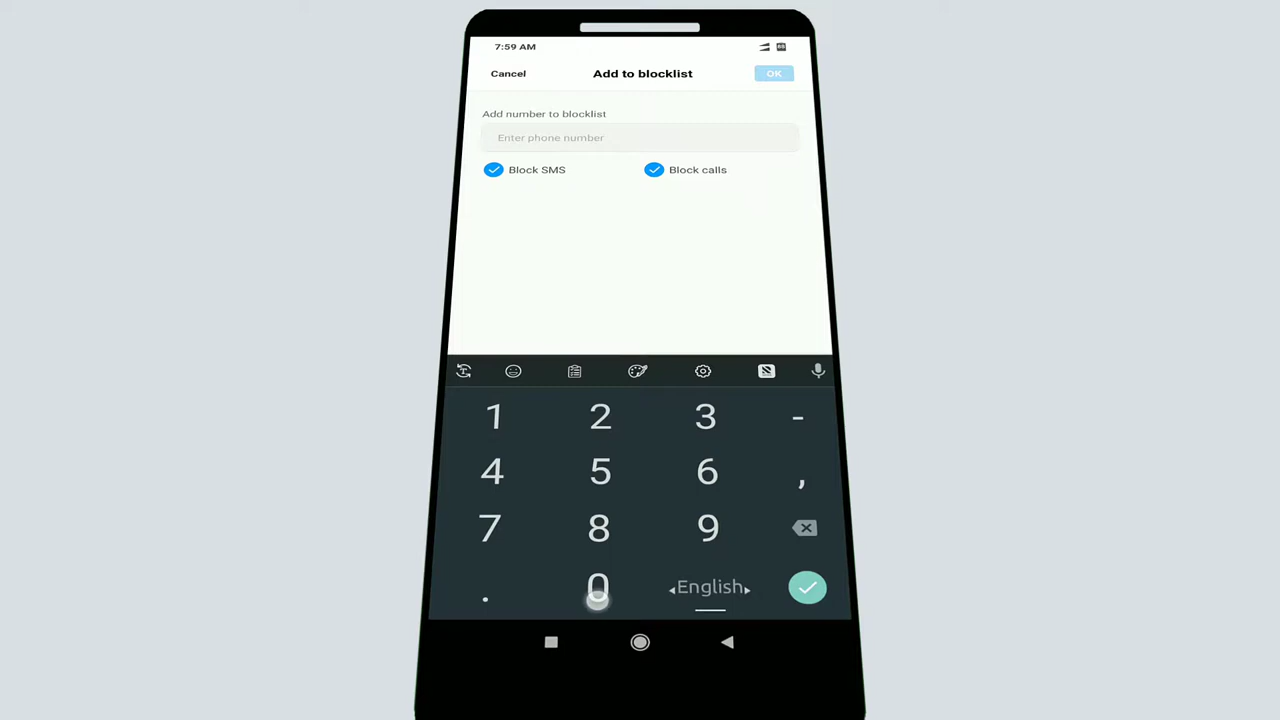 7:59 AM
Cancel Add to blocklist OK
Add number to blocklist
Enter phone number
Block SMS Block calls
1 2 3 -
4 5 6 ,
7 8 9
. 0 English